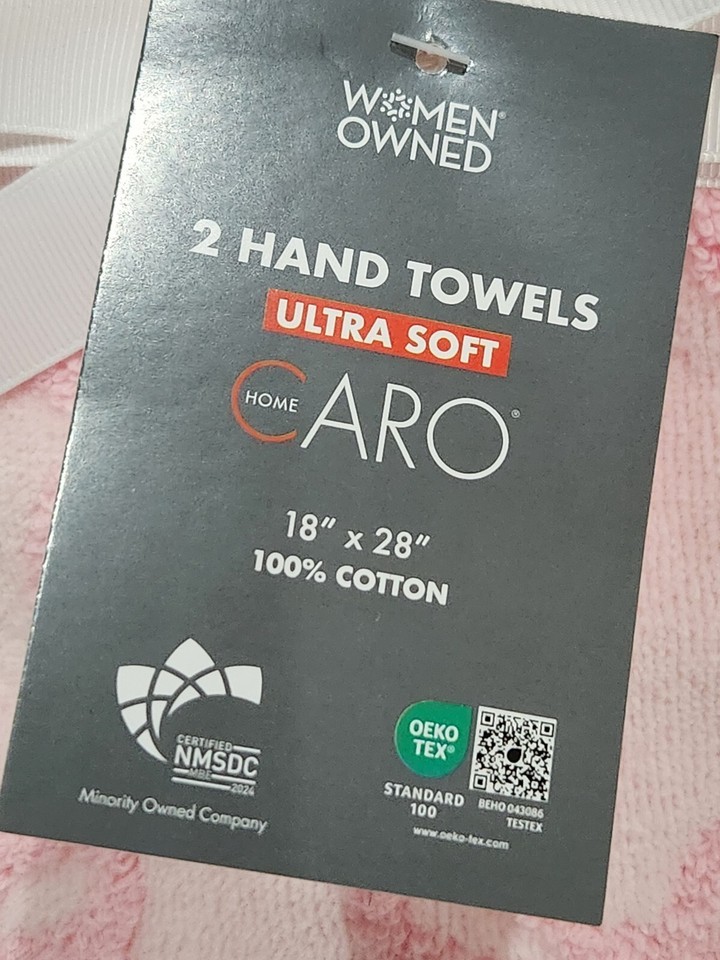 WOMEN®
OWNED
2 HAND TOWELS
ULTRA SOFT
HOME
CARO®
18" x 28"
100% COTTON
CERTIFIED
NMSDC
MBE
2024
Minority Owned Company
OEKO
TEX®
STANDARD
100
BEHO 043086
TESTEX
www.oeko-tex.com